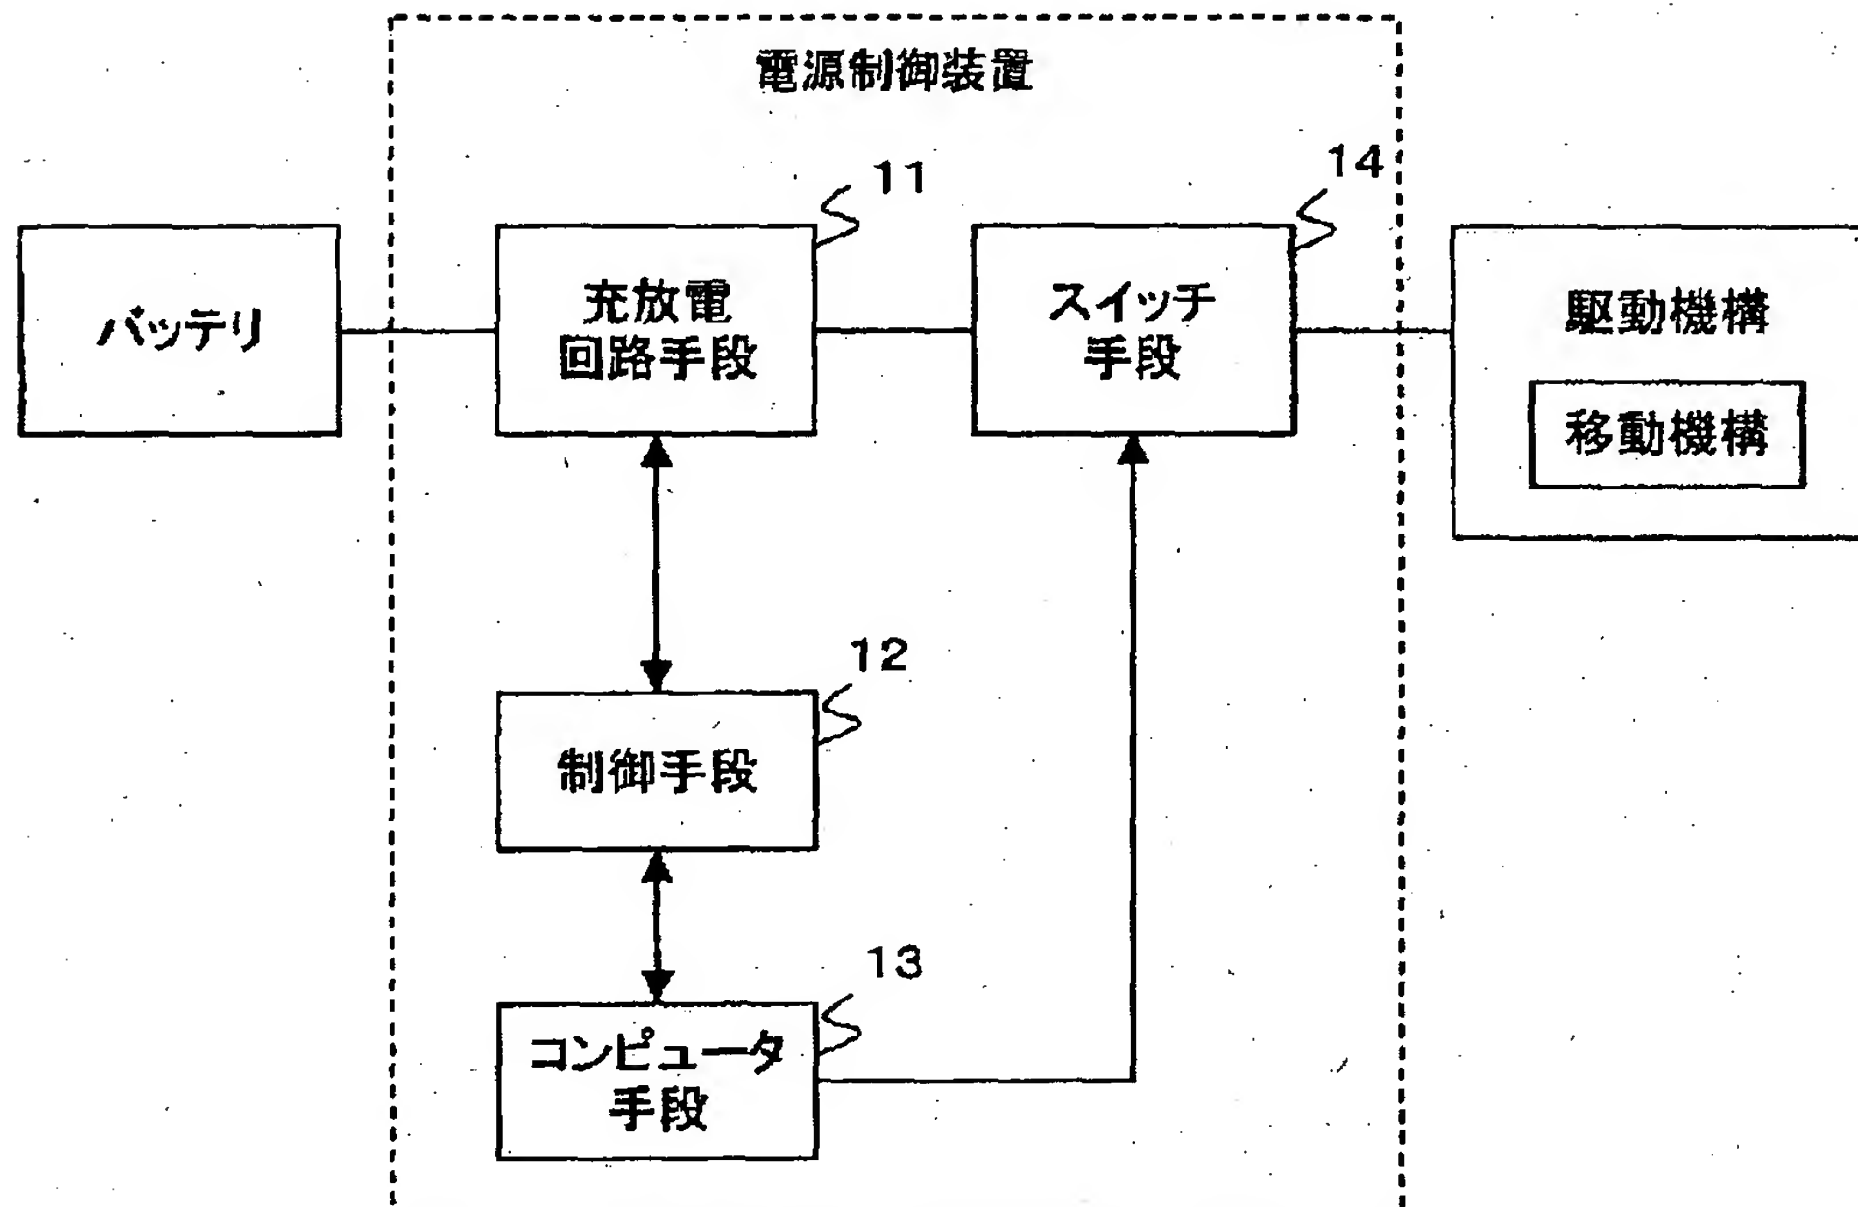 電源制御装置
11
14
バッテリ
充放電
回路手段
スイッチ
手段
駆動機構
移動機構
12
制御手段
13
コンピュータ
手段